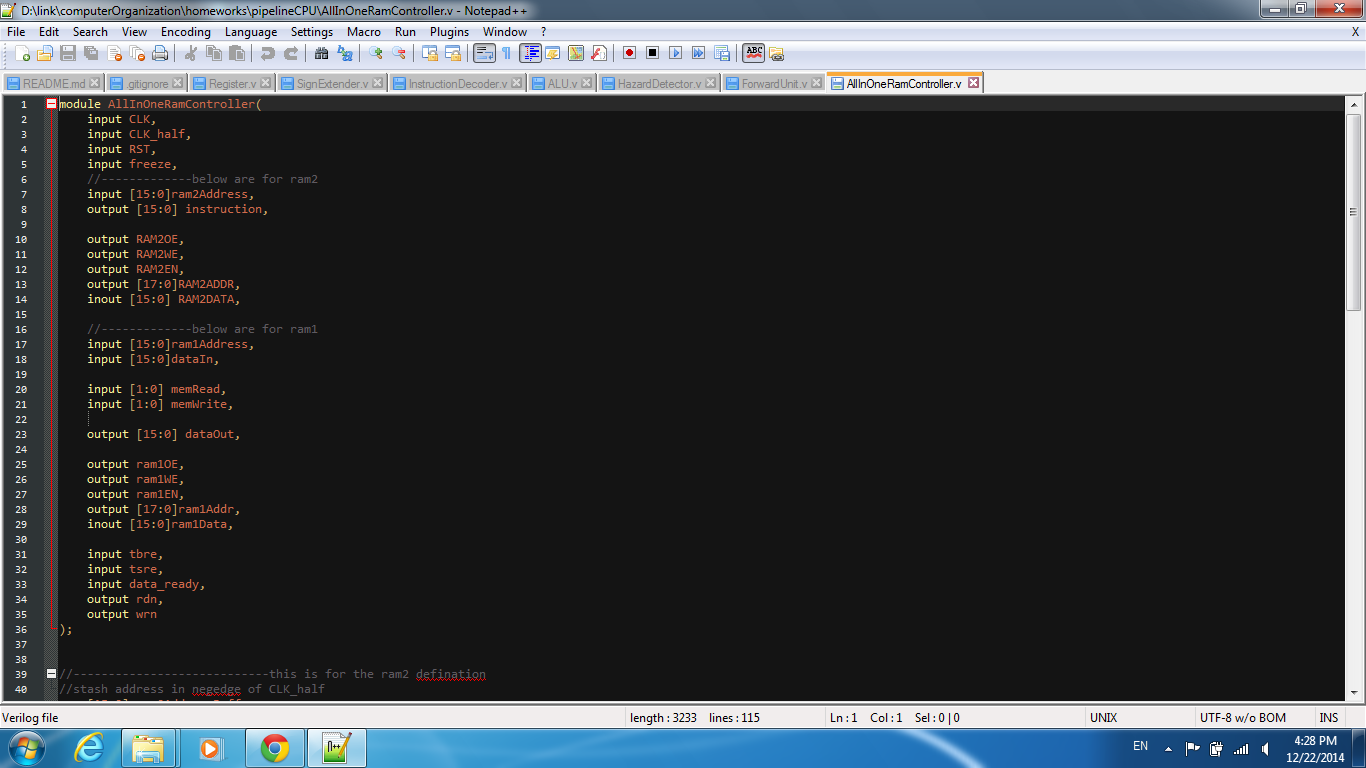 D:\link\computerOrganization\homeworks\pipelineCPU\AllInOneRamController.v - Notepad++
File Edit Search View Encoding Language Settings Macro Run Plugins Window ? X
README.md .gitignore Register.v SignExtender.v InstructionDecoder.v ALU.v HazardDetector.v ForwardUnit.v AllInOneRamController.v
1 module AllInOneRamController(
2 input CLK,
3 input CLK_half,
4 input RST,
5 input freeze,
6 //-------------below are for ram2
7 input [15:0]ram2Address,
8 output [15:0] instruction,
9
10 output RAM2OE,
11 output RAM2WE,
12 output RAM2EN,
13 output [17:0]RAM2ADDR,
14 inout [15:0] RAM2DATA,
15
16 //-------------below are for ram1
17 input [15:0]ram1Address,
18 input [15:0]dataIn,
19
20 input [1:0] memRead,
21 input [1:0] memWrite,
22
23 output [15:0] dataOut,
24
25 output ram1OE,
26 output ram1WE,
27 output ram1EN,
28 output [17:0]ram1Addr,
29 inout [15:0]ram1Data,
30
31 input tbre,
32 input tsre,
33 input data_ready,
34 output rdn,
35 output wrn
36 );
37
38
39 //----------------------------this is for the ram2 defination
40 //stash address in negedge of CLK_half
Verilog file length : 3233 lines : 115 Ln : 1 Col : 1 Sel : 0 | 0 UNIX UTF-8 w/o BOM INS
EN 4:28 PM
12/22/2014